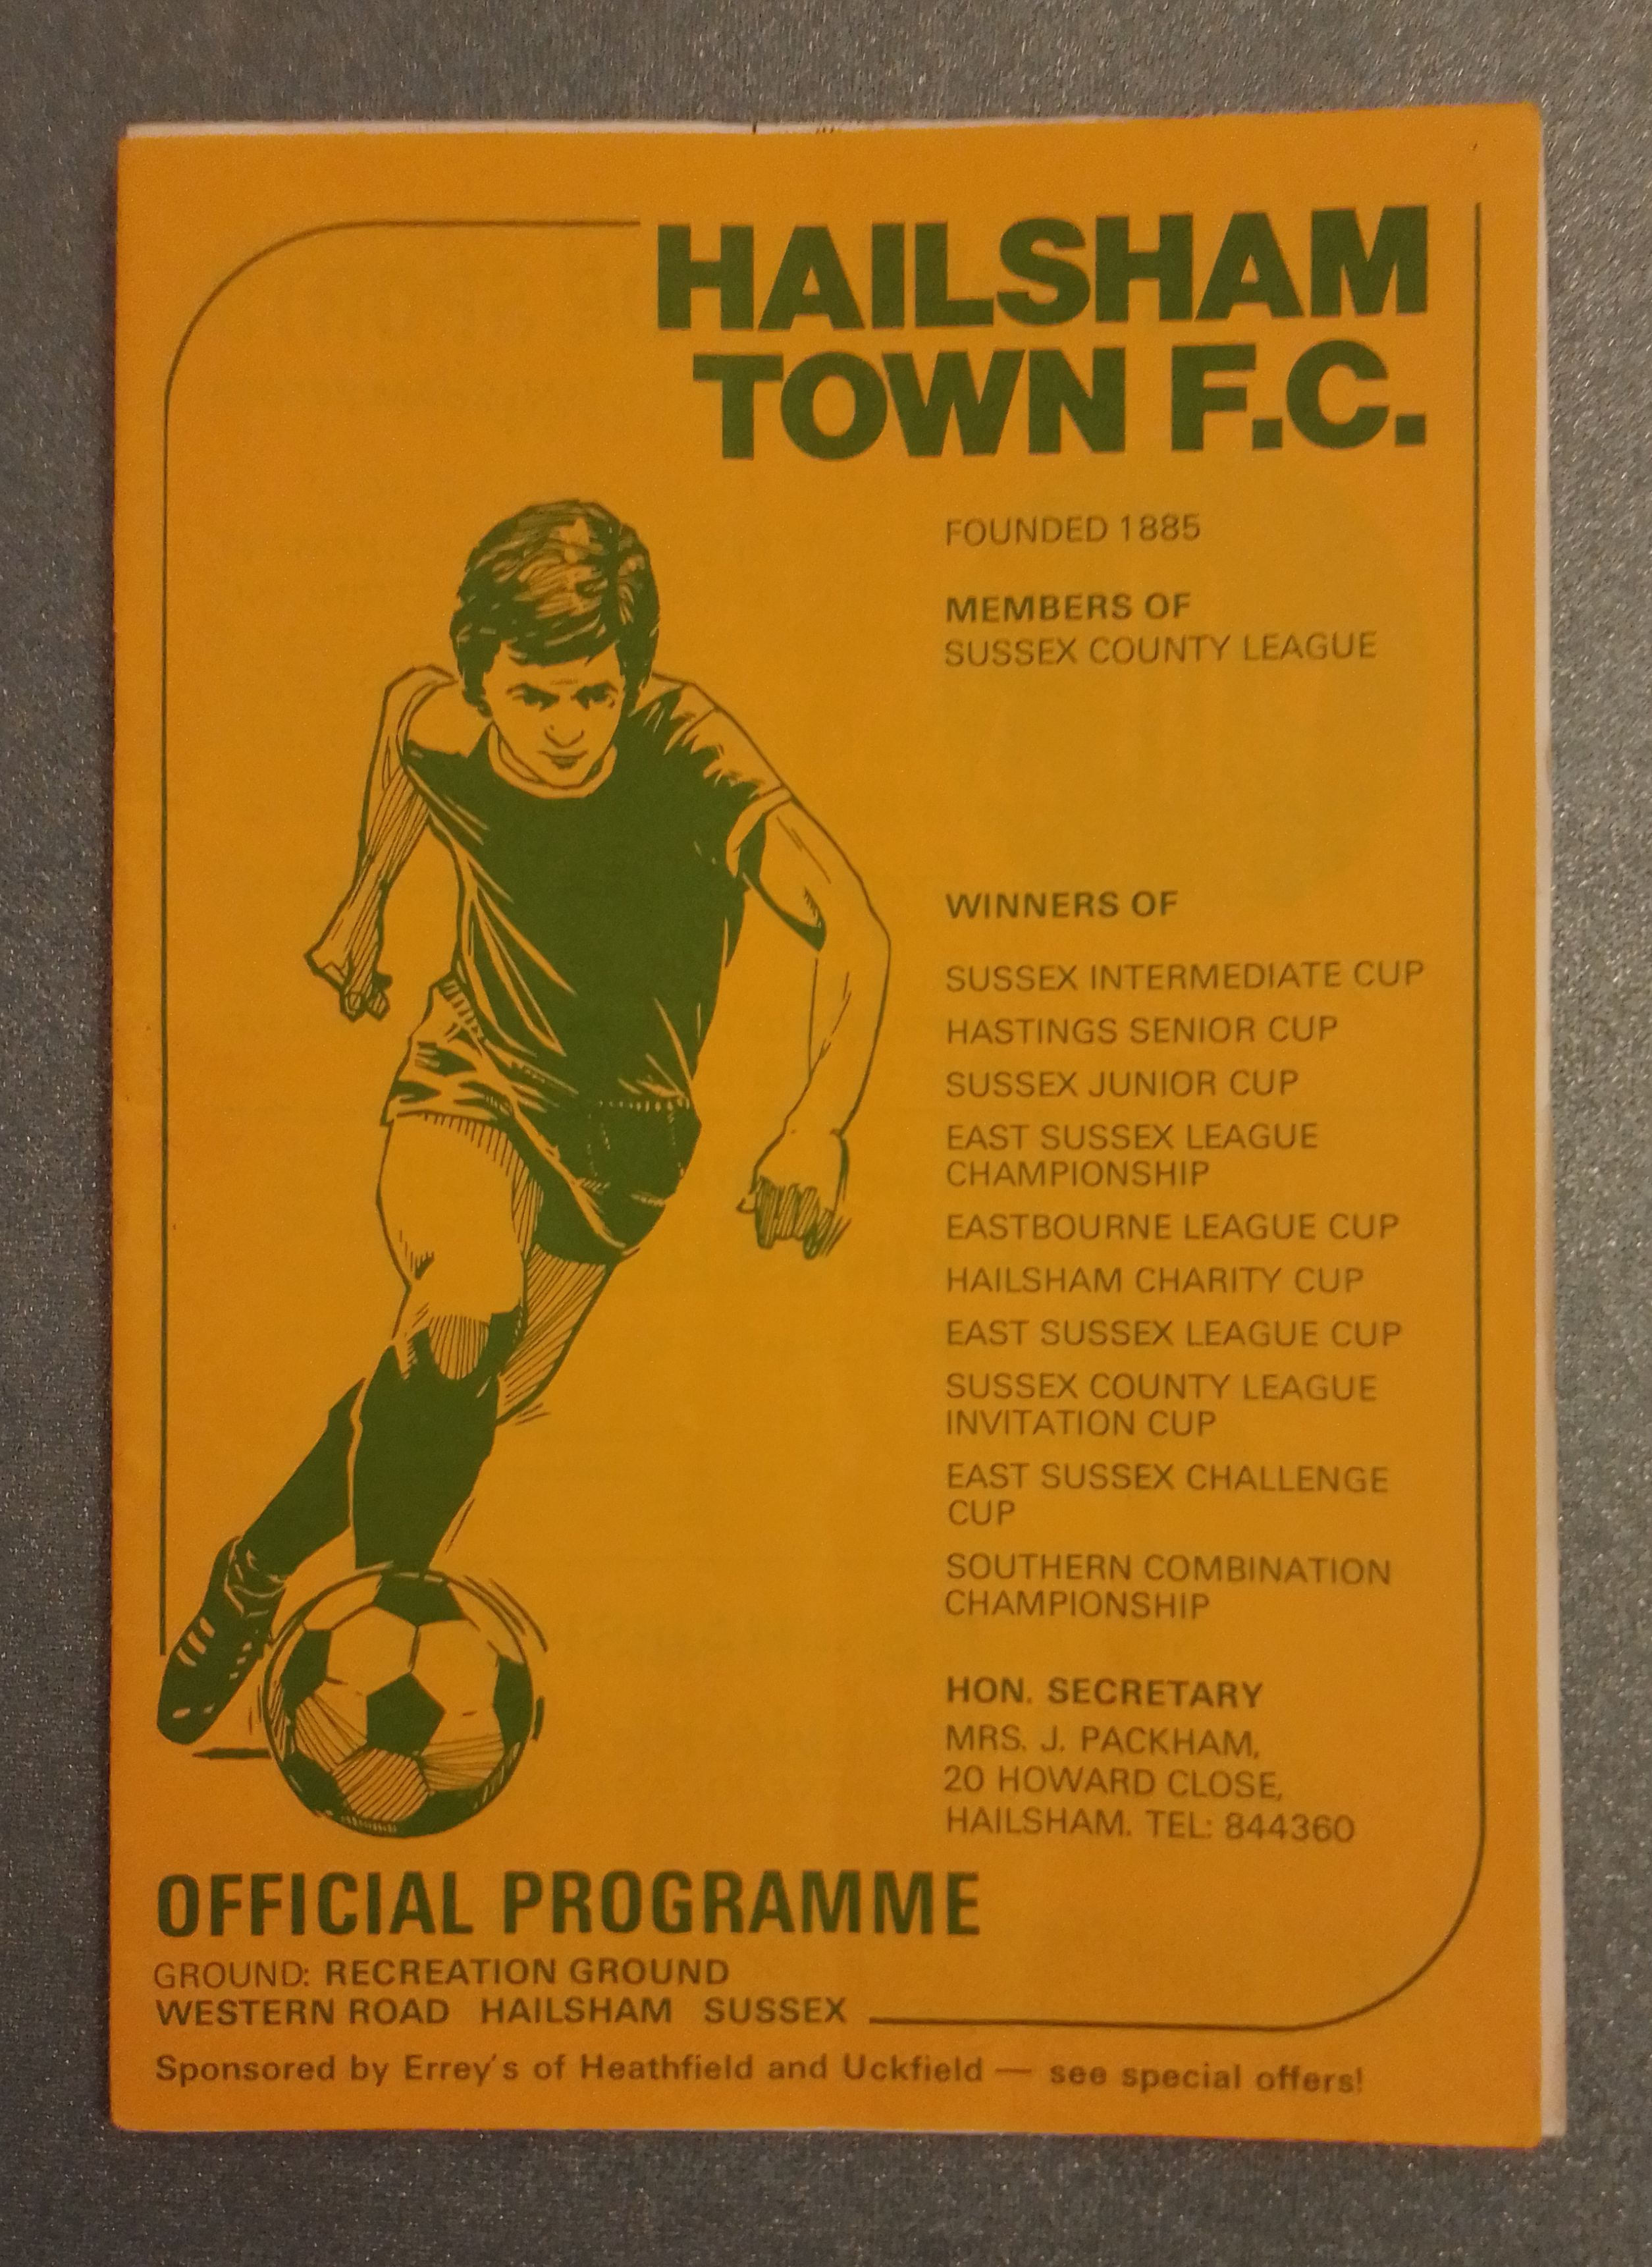 HAILSHAM
TOWN F.C.
FOUNDED 1885
MEMBERS OF
SUSSEX COUNTY LEAGUE
WINNERS OF
SUSSEX INTERMEDIATE CUP
HASTINGS SENIOR CUP
SUSSEX JUNIOR CUP
EAST SUSSEX LEAGUE
CHAMPIONSHIP
EASTBOURNE LEAGUE CUP
HAILSHAM CHARITY CUP
EAST SUSSEX LEAGUE CUP
SUSSEX COUNTY LEAGUE
INVITATION CUP
EAST SUSSEX CHALLENGE
CUP
SOUTHERN COMBINATION
CHAMPIONSHIP
HON. SECRETARY
MRS. J. PACKHAM,
20 HOWARD CLOSE,
HAILSHAM. TEL: 844360
OFFICIAL PROGRAMME
GROUND: RECREATION GROUND
WESTERN ROAD HAILSHAM SUSSEX
Sponsored by Errey's of Heathfield and Uckfield — see special offers!